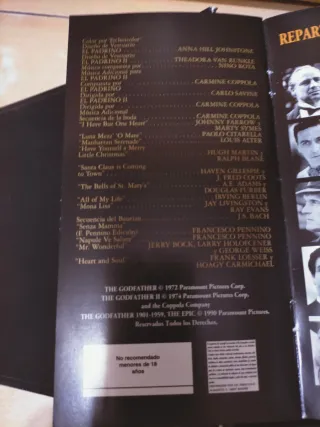 Color por Technicolor
Diseño de Vestuario
EL PADRINO . . . ANNA HILL JOHNSTONE
Diseño de Vestuario
EL PADRINO II . . . THEADORA VAN RUNKLE
Música compuesta por . . . NINO ROTA
Música Adicional para
EL PADRINO II
Compuesta por . . . CARMINE COPPOLA
EL PADRINO
Dirigida por . . . CARLO SAVINA
EL PADRINO II
Dirigida por . . . CARMINE COPPOLA
Música Adicional
Secuencia de la boda . . . CARMINE COPPOLA
"I Have But One Heart" . . . JOHNNY FARROW y
MARTY SYMES
"Luna Mezz' O Mare" . . . PAOLO CITARELLA
"Manhattan Serenade" . . . LOUIS ALTER
"Have Yourself a Merry
Little Christmas" . . . HUGH MARTIN y
RALPH BLANE
"Santa Claus is Coming
to Town" . . . HAVEN GILLESPIE y
J. FRED COOTS
"The Bells of St. Mary's" . . . A.E. ADAMS y
DOUGLAS FURBER
"All of My Life" . . . IRVING BERLIN
"Mona Lisa" . . . JAY LIVINGSTON y
RAY EVANS
Secuencia del Bautizo . . . J.S. BACH
"Senza Mamma"
(F. Pennino Edizioni) . . . FRANCESCO PENNINO
"Napule Ve Salute" . . . FRANCESCO PENNINO
"Mr. Wonderful" . . . JERRY BOCK, LARRY HOLOFCENER
y GEORGE WEISS
"Heart and Soul" . . . FRANK LOESSER y
HOAGY CARMICHAEL
THE GODFATHER © 1972 Paramount Pictures Corp.
THE GODFATHER II © 1974 Paramount Pictures Corp.
and the Coppola Company
THE GODFATHER 1901-1959, THE EPIC © 1990 Paramount Pictures.
Reservados Todos los Derechos.
No recomendado
menores de 18
años
REPART